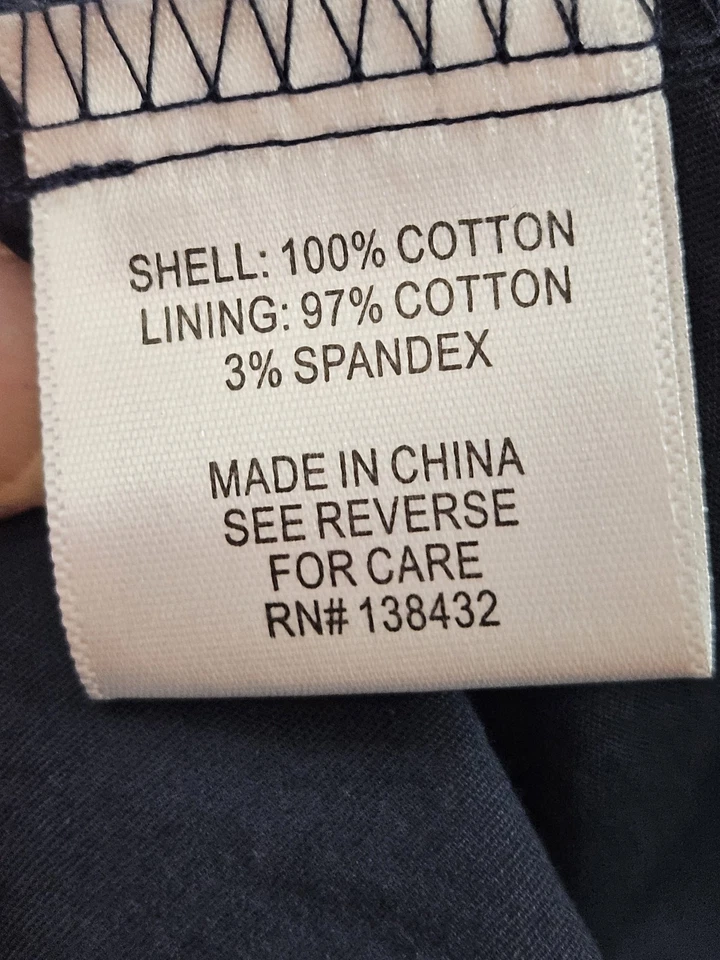 SHELL: 100% COTTON
LINING: 97% COTTON
3% SPANDEX
MADE IN CHINA
SEE REVERSE
FOR CARE
RN# 138432